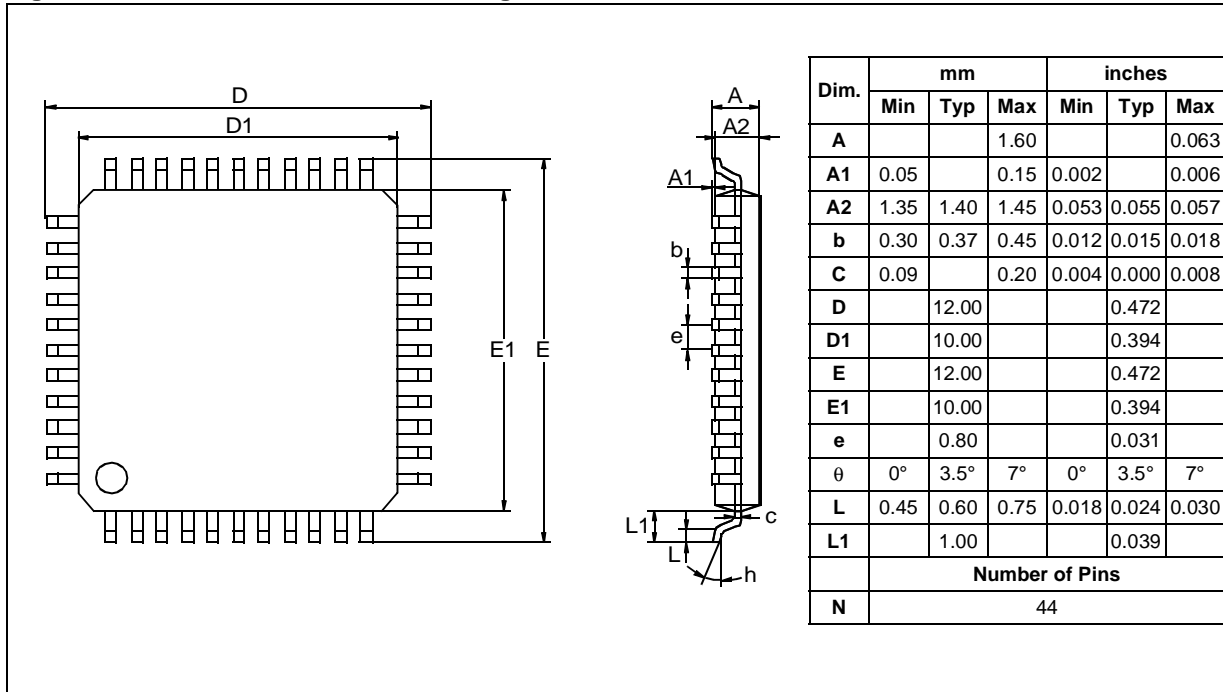 D
D1
E1 E
A
A2
A1
b
e
c
L1
L
h
Dim. mm inches
Min Typ Max Min Typ Max
A 1.60 0.063
A1 0.05 0.15 0.002 0.006
A2 1.35 1.40 1.45 0.053 0.055 0.057
b 0.30 0.37 0.45 0.012 0.015 0.018
C 0.09 0.20 0.004 0.000 0.008
D 12.00 0.472
D1 10.00 0.394
E 12.00 0.472
E1 10.00 0.394
e 0.80 0.031
θ 0° 3.5° 7° 0° 3.5° 7°
L 0.45 0.60 0.75 0.018 0.024 0.030
L1 1.00 0.039
Number of Pins
N 44